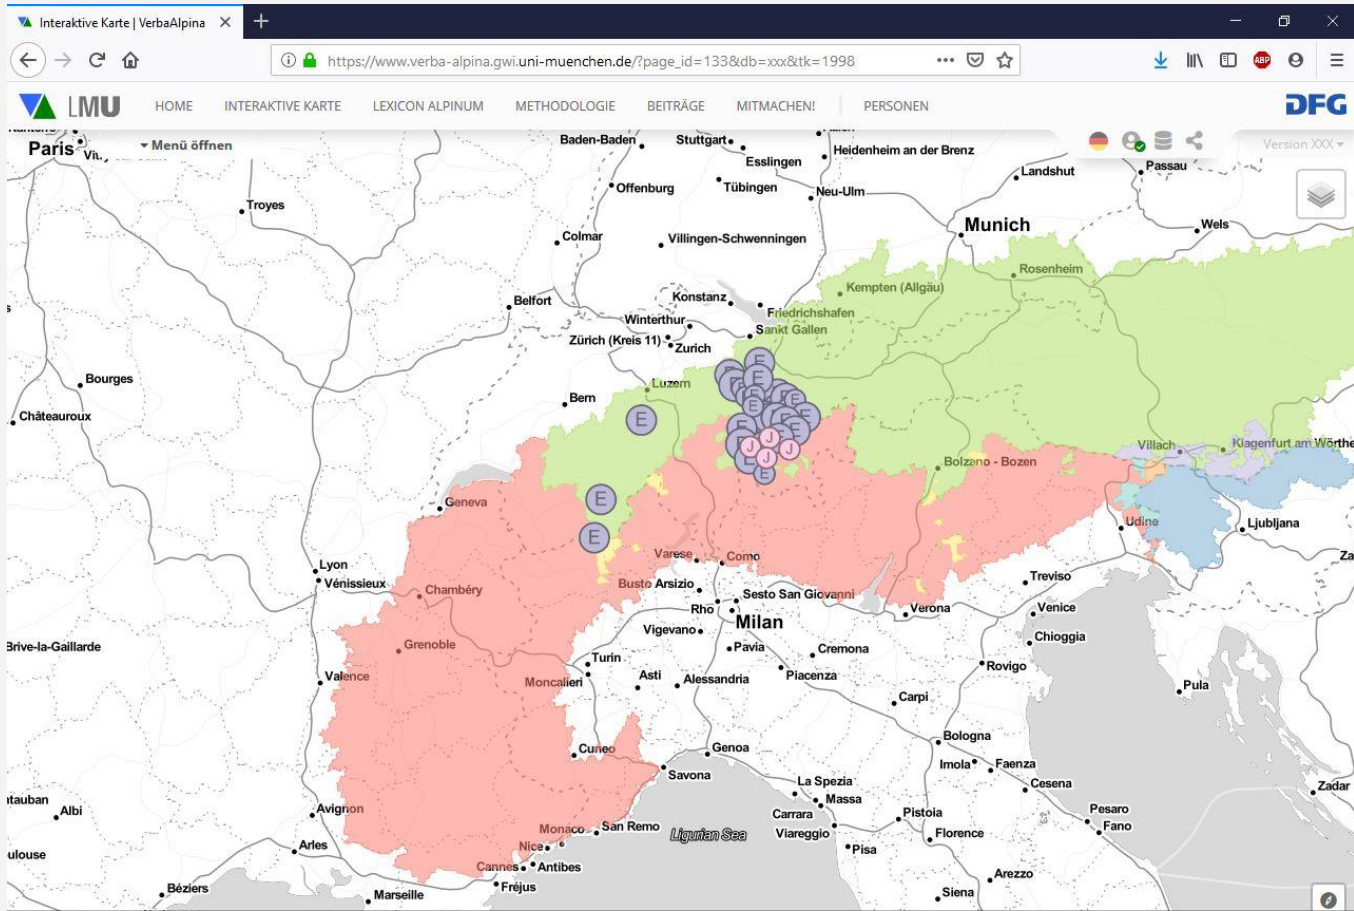 Interaktive Karte | VerbaAlpina
https://www.verba-alpina.gwi.uni-muenchen.de/?page_id=133&db=xxx&tk=1998
ABP
LMU HOME INTERAKTIVE KARTE LEXICON ALPINUM METHODOLOGIE BEITRÄGE MITMACHEN! PERSONEN DFG
Menü öffnen
Version XXX
Paris
Baden-Baden
Stuttgart
Heidenheim an der Brenz
Esslingen
Passau
Landshut
Offenburg
Tübingen
Neu-Ulm
Troyes
Munich
Wels
Colmar
Villingen-Schwenningen
Rosenheim
Kempten (Allgäu)
Belfort
Konstanz
Friedrichshafen
Winterthur
Sankt Gallen
Zürich (Kreis 11)
Zurich
Bourges
Luzern
Bern
Châteauroux
E
E
E
E
E
E
E
E
E
J
J
J
J
E
E
E
Villach
Klagenfurt am Wörthe
Bolzano - Bozen
Geneva
Udine
Ljubljana
Lyon
Vénissieux
Varese
Como
Za
Chambéry
Busto Arsizio
Sesto San Giovanni
Treviso
Rho
Verona
Venice
Milan
Vigevano
Chioggia
Brive-la-Gaillarde
Grenoble
Pavia
Cremona
Turin
Rovigo
Valence
Moncalieri
Asti
Alessandria
Piacenza
Pula
Carpi
Cuneo
Genoa
Bologna
Savona
Imola
Faenza
La Spezia
Cesena
Zadar
ntauban
Albi
Avignon
Massa
Carrara
Pistoia
Pesaro
Monaco
San Remo
Ligurian Sea
Viareggio
Florence
Fano
oulouse
Arles
Nice
Pisa
Cannes
Antibes
Arezzo
Béziers
Marseille
Fréjus
Siena